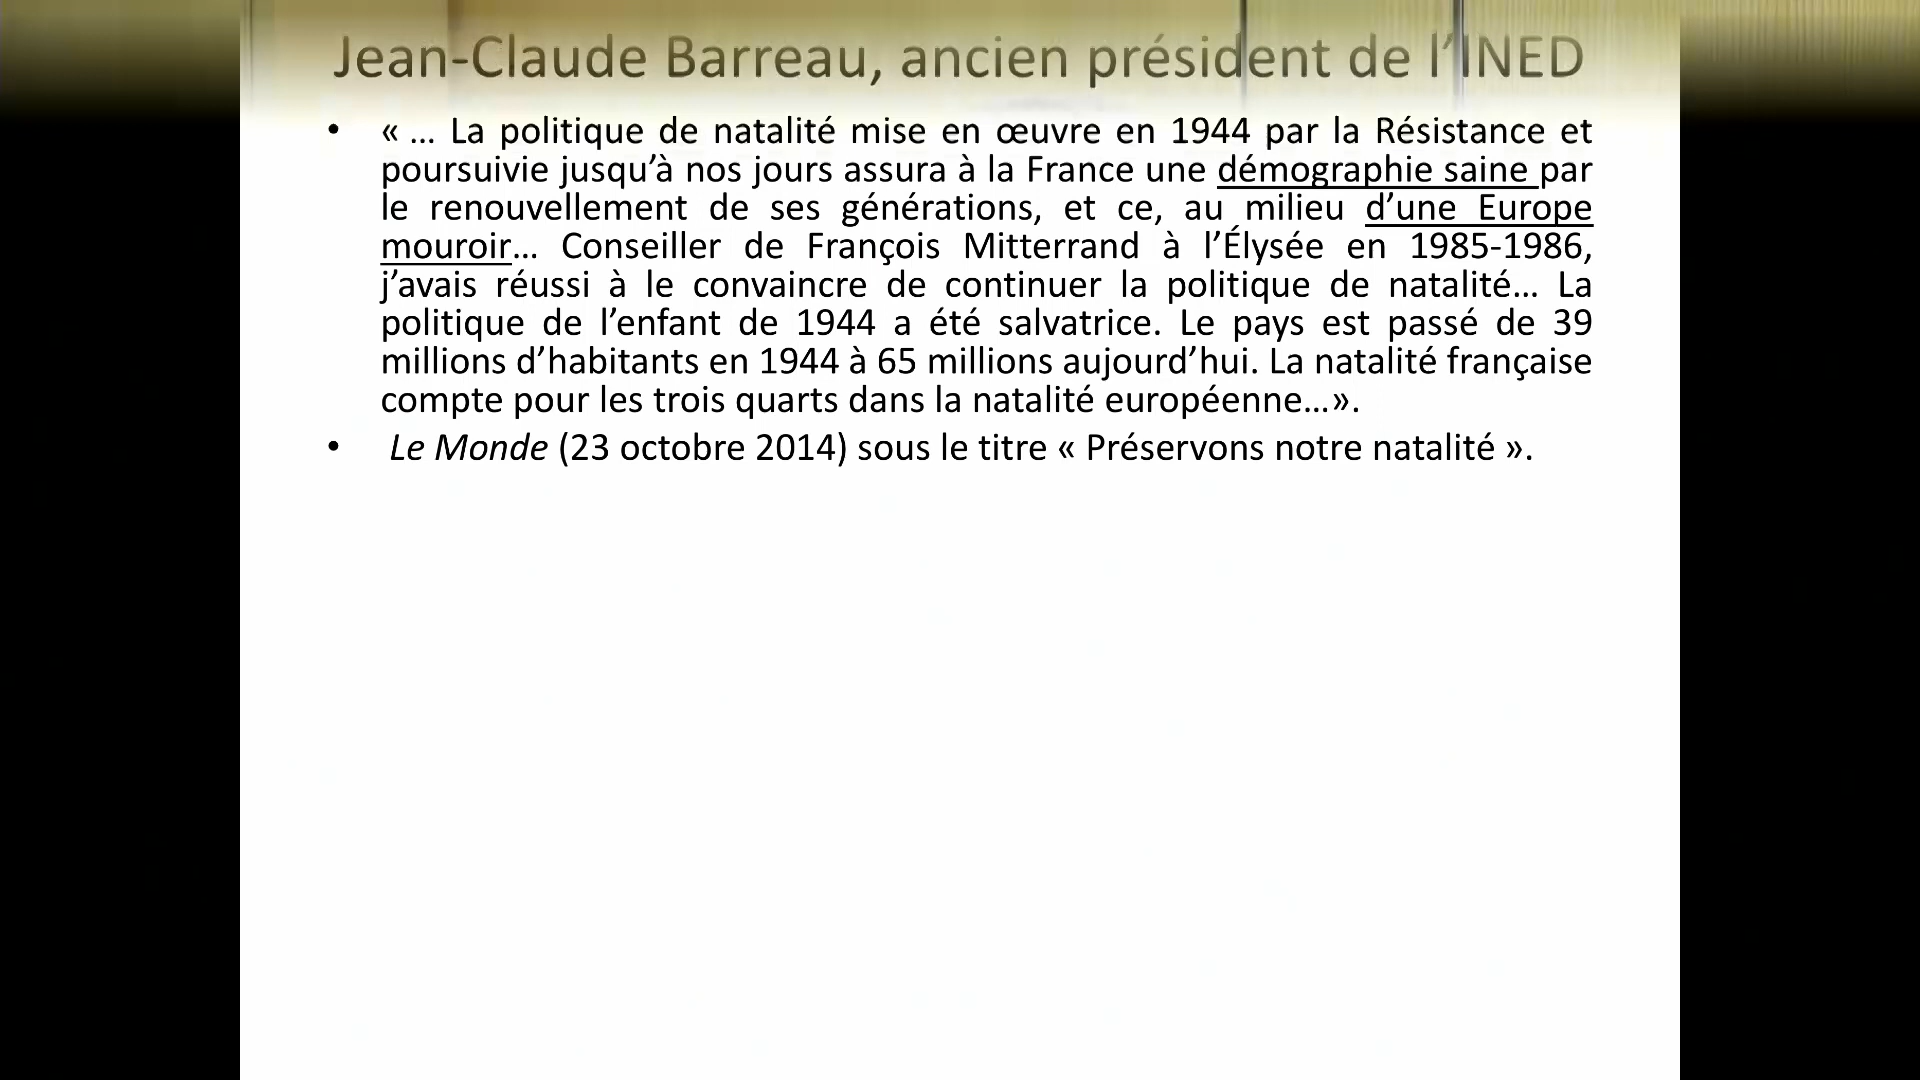 Jean-Claude Barreau, ancien président de l’INED
• « … La politique de natalité mise en œuvre en 1944 par la Résistance et
poursuivie jusqu’à nos jours assura à la France une démographie saine par
le renouvellement de ses générations, et ce, au milieu d’une Europe
mouroir… Conseiller de François Mitterrand à l’Élysée en 1985-1986,
j’avais réussi à le convaincre de continuer la politique de natalité… La
politique de l’enfant de 1944 a été salvatrice. Le pays est passé de 39
millions d’habitants en 1944 à 65 millions aujourd’hui. La natalité française
compte pour les trois quarts dans la natalité européenne…».
• Le Monde (23 octobre 2014) sous le titre « Préservons notre natalité ».